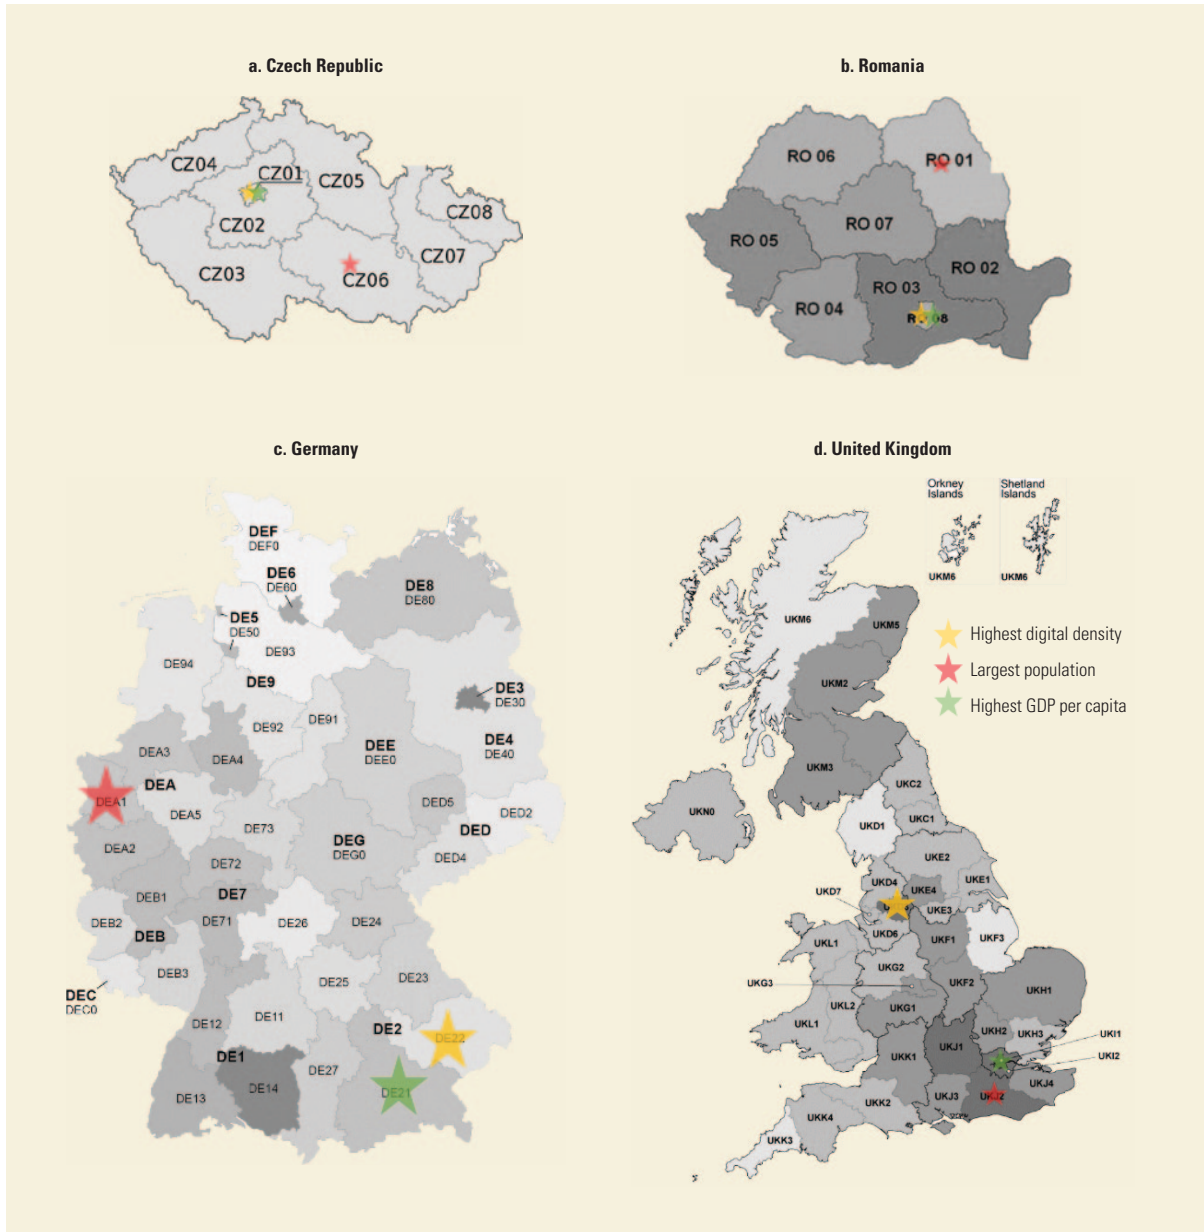 a. Czech Republic
CZ04
CZ01
CZ05
CZ02
CZ08
CZ03
CZ06
CZ07
b. Romania
RO 06
RO 01
RO 07
RO 05
RO 02
RO 03
RO 04
c. Germany
DEF
DEF0
DE6
DE60
DE8
DE80
DE5
DE50
DE93
DE94
DE9
DE3
DE30
DE92
DE91
DE4
DE40
DEA3
DEA4
DEE
DEE0
DEA
DEA1
DEA5
DED5
DED2
DED
DE73
DEG
DEG0
DED4
DEA2
DE72
DEB1
DE7
DEB2
DE71
DE26
DE24
DEB
DEB3
DE25
DE23
DEC
DEC0
DE12
DE11
DE2
DE22
DE1
DE27
DE14
DE21
DE13
d. United Kingdom
Orkney
Islands
UKM6
Shetland
Islands
UKM6
UKM6
UKM5
UKM2
UKM3
Highest digital density
Largest population
Highest GDP per capita
UKC2
UKN0
UKD1
UKC1
UKE2
UKD7
UKD4
UKE4
UKE1
UKE3
UKD6
UKL1
UKF1
UKF3
UKG2
UKG3
UKF2
UKH1
UKL2
UKG1
UKL1
UKH2
UKH3
UKI1
UKJ1
UKI2
UKK1
UKJ4
UKJ3
UKJ2
UKK2
UKK4
UKK3